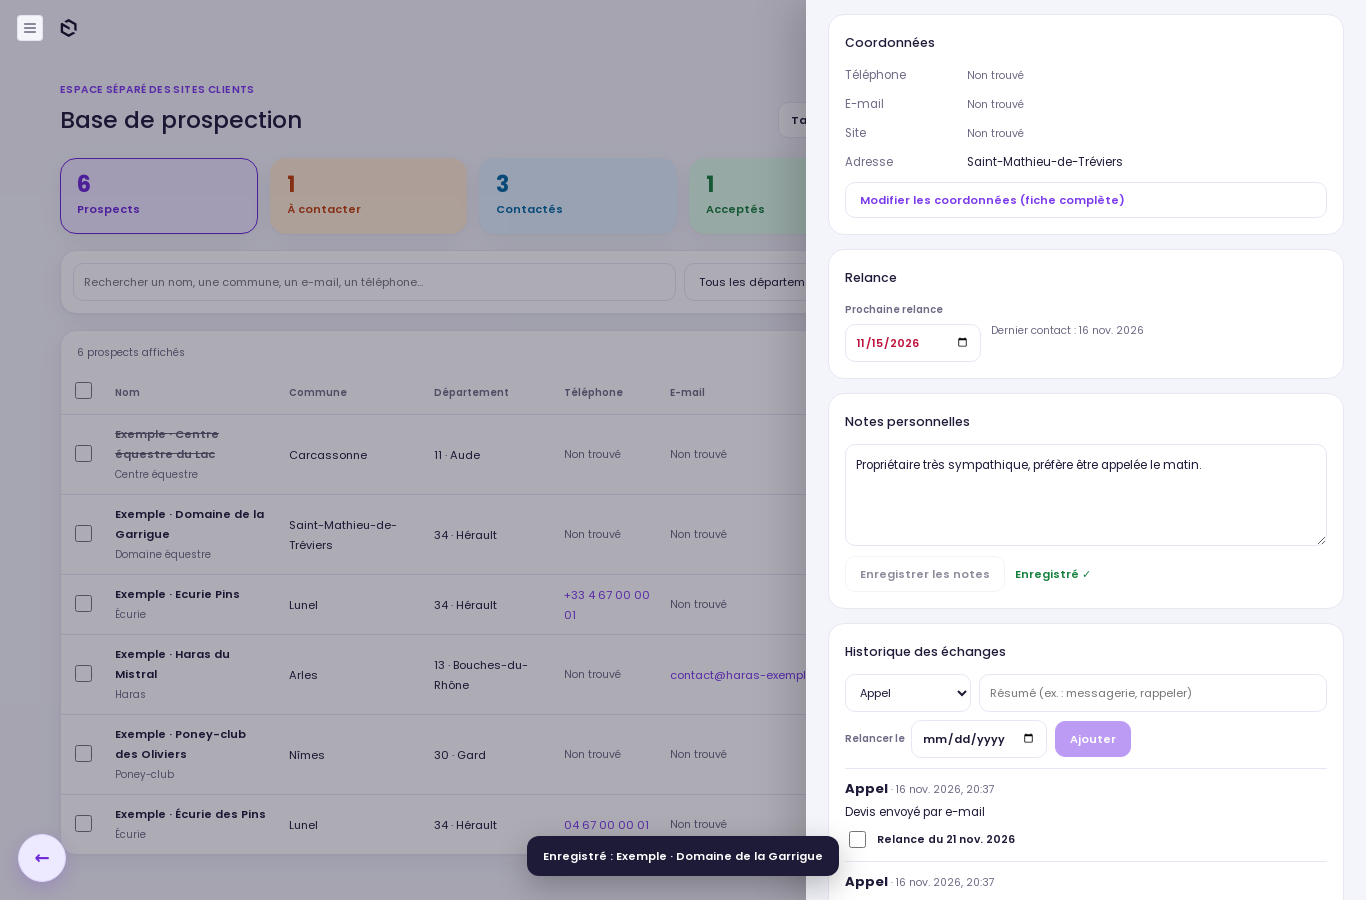 ESPACE SÉPARÉ DES SITES CLIENTS
Base de prospection
Ta
6
Prospects
1
À contacter
3
Contactés
1
Acceptés
Rechercher un nom, une commune, un e-mail, un téléphone…
Tous les départem
6 prospects affichés
Nom
Commune
Département
Téléphone
E-mail
Exemple · Centre
équestre du Lac
Centre équestre
Carcassonne
11 · Aude
Non trouvé
Non trouvé
Exemple · Domaine de la
Garrigue
Domaine équestre
Saint-Mathieu-de-
Tréviers
34 · Hérault
Non trouvé
Non trouvé
Exemple · Ecurie Pins
Écurie
Lunel
34 · Hérault
+33 4 67 00 00
01
Non trouvé
Exemple · Haras du
Mistral
Haras
Arles
13 · Bouches-du-
Rhône
Non trouvé
contact@haras-exempl
Exemple · Poney-club
des Oliviers
Poney-club
Nîmes
30 · Gard
Non trouvé
Non trouvé
Exemple · Écurie des Pins
Écurie
Lunel
34 · Hérault
04 67 00 00 01
Non trouvé
Enregistré : Exemple · Domaine de la Garrigue
Coordonnées
Téléphone
Non trouvé
E-mail
Non trouvé
Site
Non trouvé
Adresse
Saint-Mathieu-de-Tréviers
Modifier les coordonnées (fiche complète)
Relance
Prochaine relance
11/15/2026
Dernier contact : 16 nov. 2026
Notes personnelles
Propriétaire très sympathique, préfère être appelée le matin.
Enregistrer les notes
Enregistré ✓
Historique des échanges
Appel
Résumé (ex. : messagerie, rappeler)
Relancer le
mm/dd/yyyy
Ajouter
Appel · 16 nov. 2026, 20:37
Devis envoyé par e-mail
Relance du 21 nov. 2026
Appel · 16 nov. 2026, 20:37